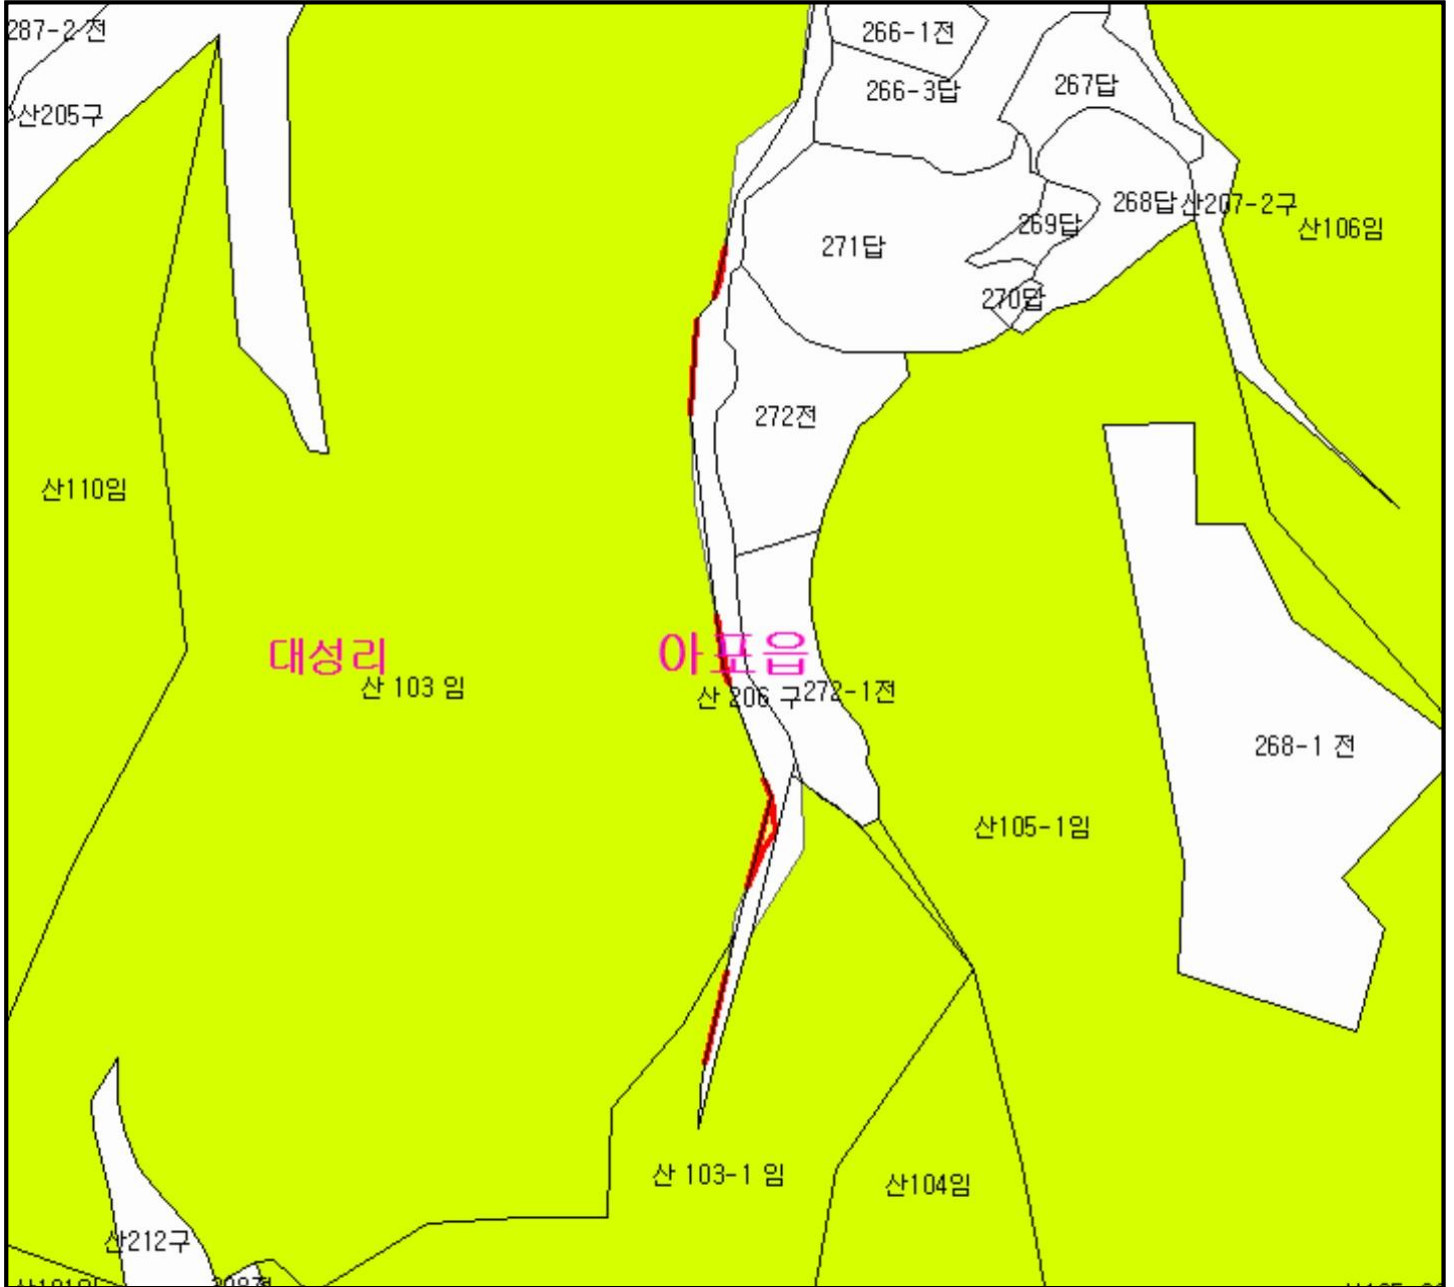 287-2 전
266-1전
266-3답
267답
산205구
268답
산207-2구
269답
산106임
271답
270답
272전
산110임
대성리
아포읍
산 103 임
산 206 구
272-1전
268-1 전
산105-1임
산 103-1 임
산104임
산212구